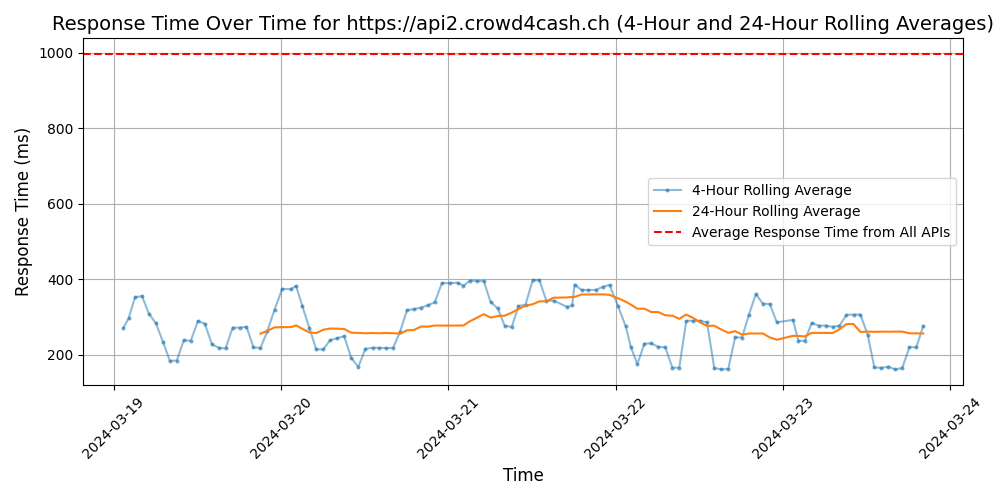 Response Time Over Time for https://api2.crowd4cash.ch (4-Hour and 24-Hour Rolling Averages)
Response Time (ms)
1000
800
600
400
200
4-Hour Rolling Average
24-Hour Rolling Average
Average Response Time from All APIs
2024-03-19
2024-03-20
2024-03-21
2024-03-22
2024-03-23
2024-03-24
Time